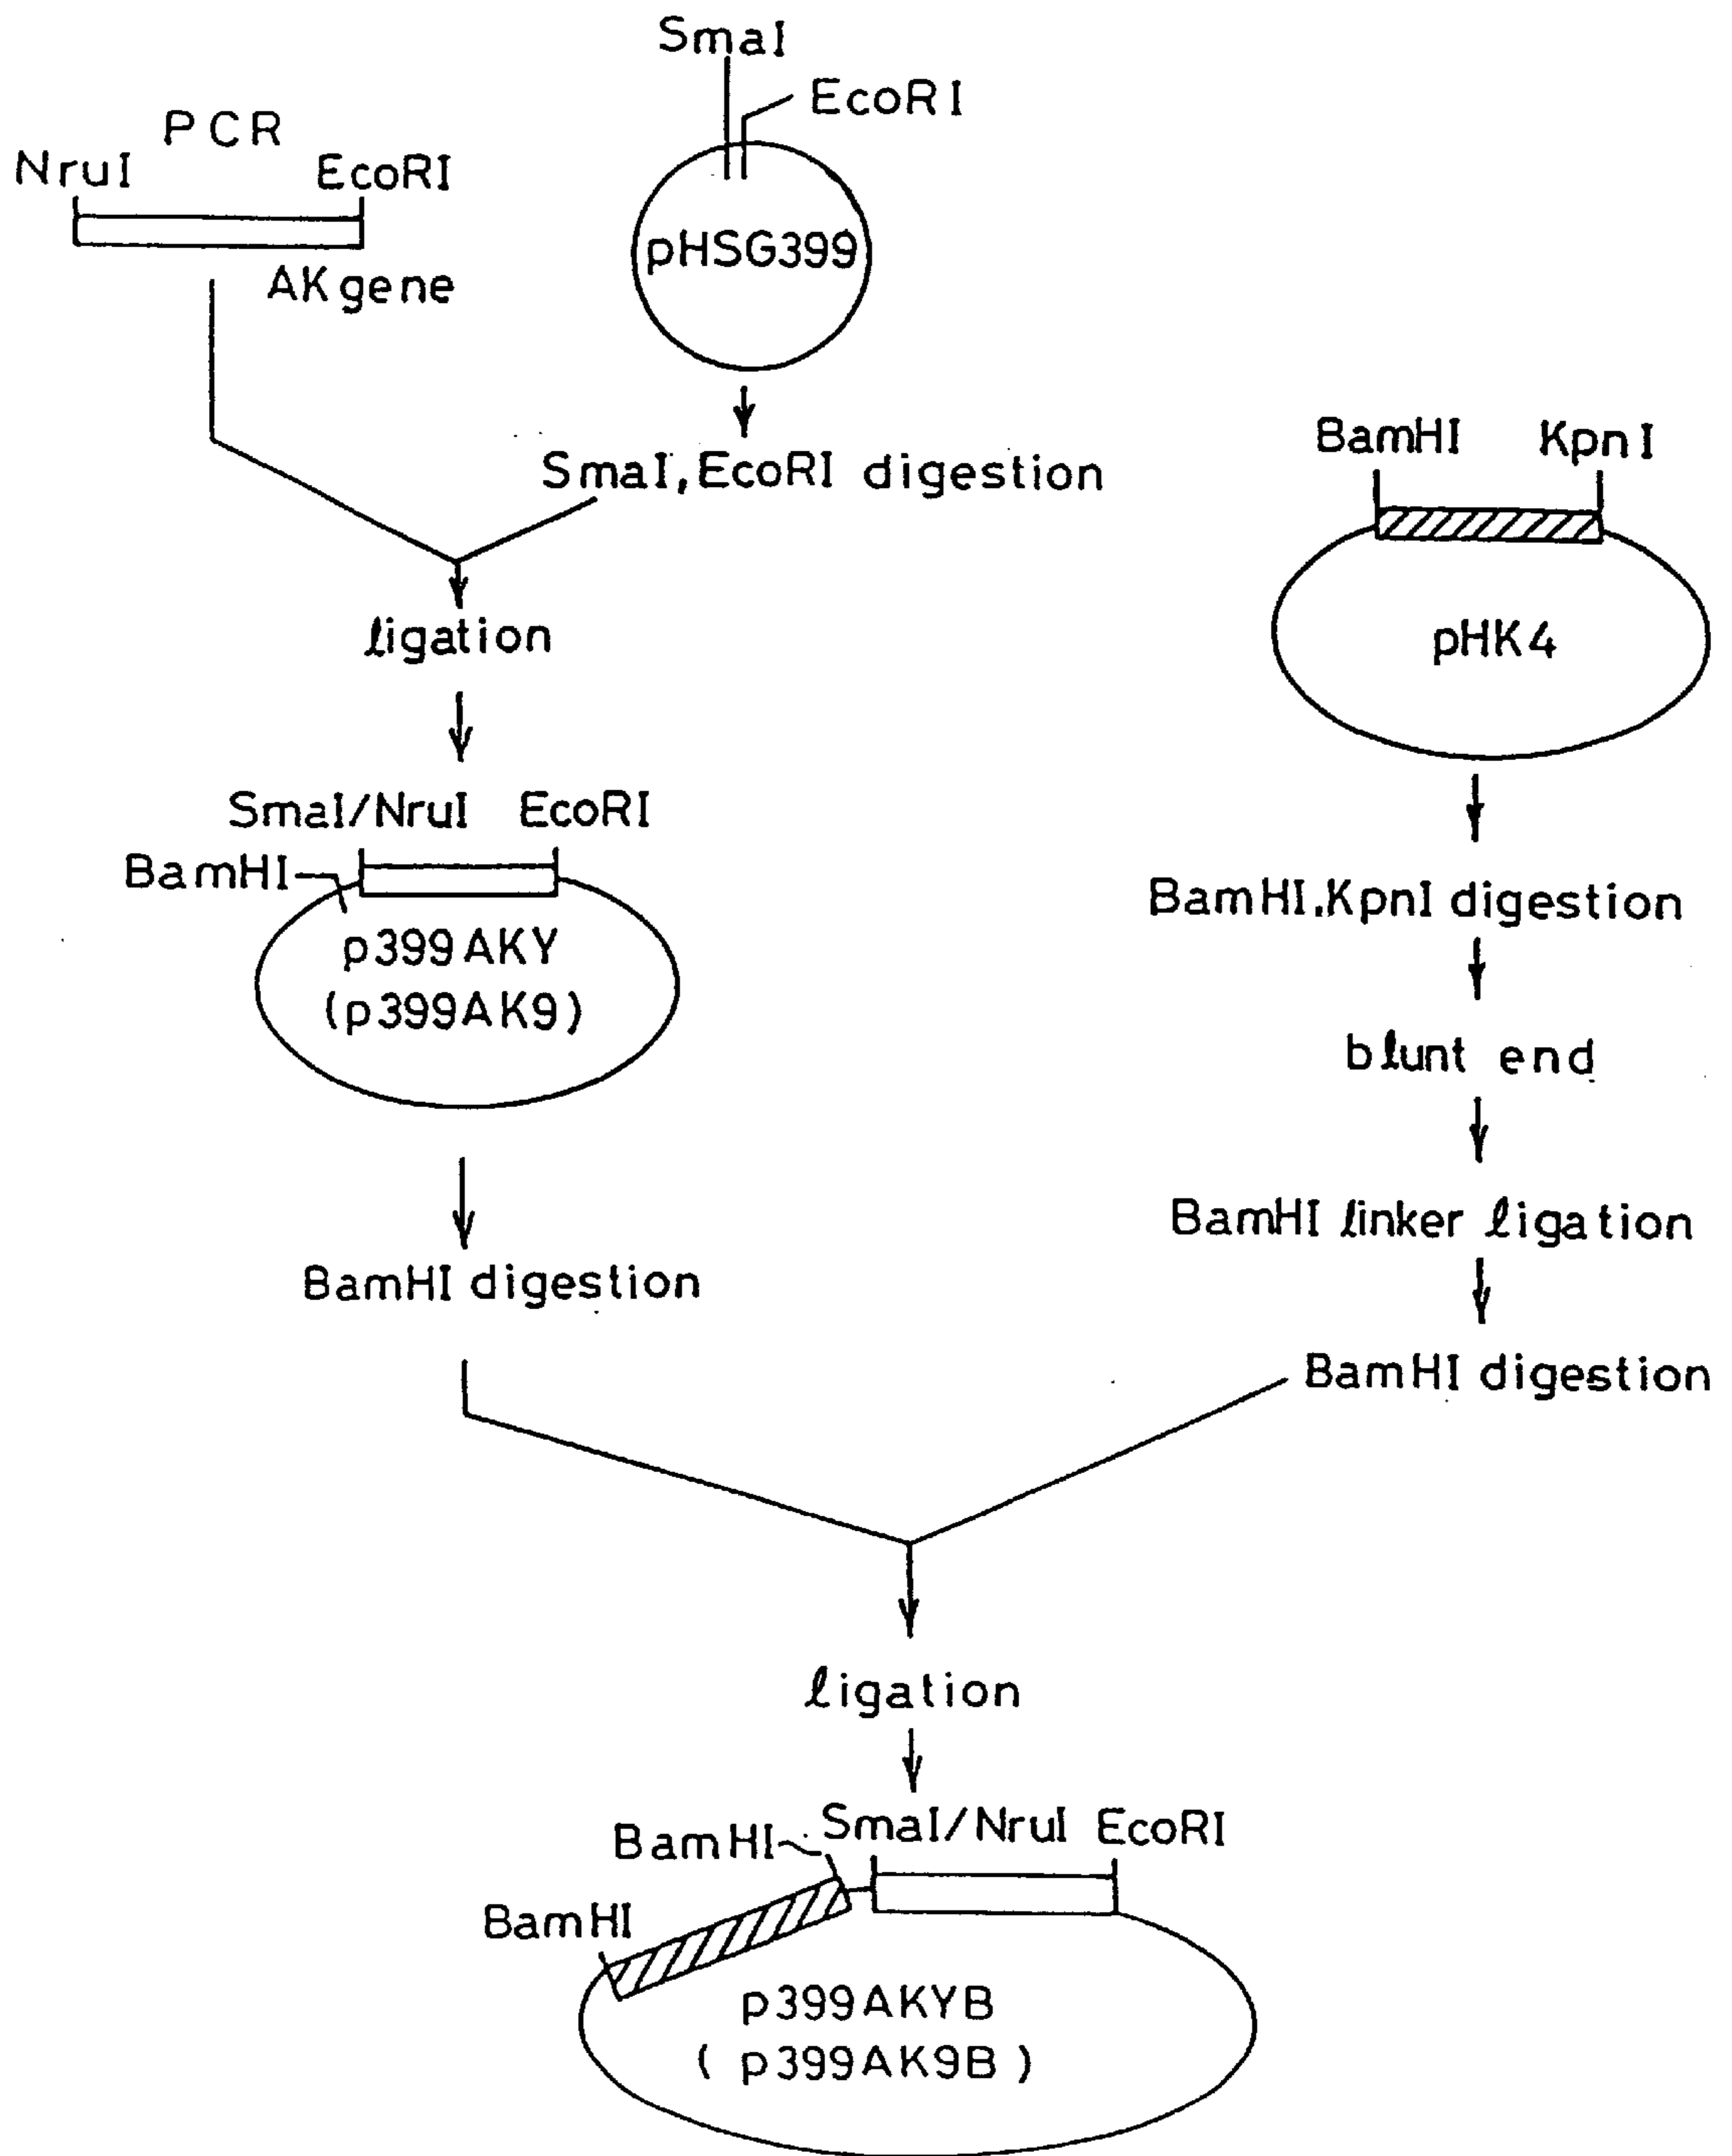 SmaI
EcoRI
PCR
NruI
EcoRI
pHSG399
AKgene
SmaI,EcoRI digestion
BamHI KpnI
ligation
pHK4
SmaI/NruI EcoRI
BamHI
BamHI.KpnI digestion
p399AKY
(p399AK9)
blunt end
BamHI linker ligation
BamHI digestion
BamHI digestion
ligation
SmaI/NruI EcoRI
BamHI
BamHI
p399AKYB
( p399AK9B )